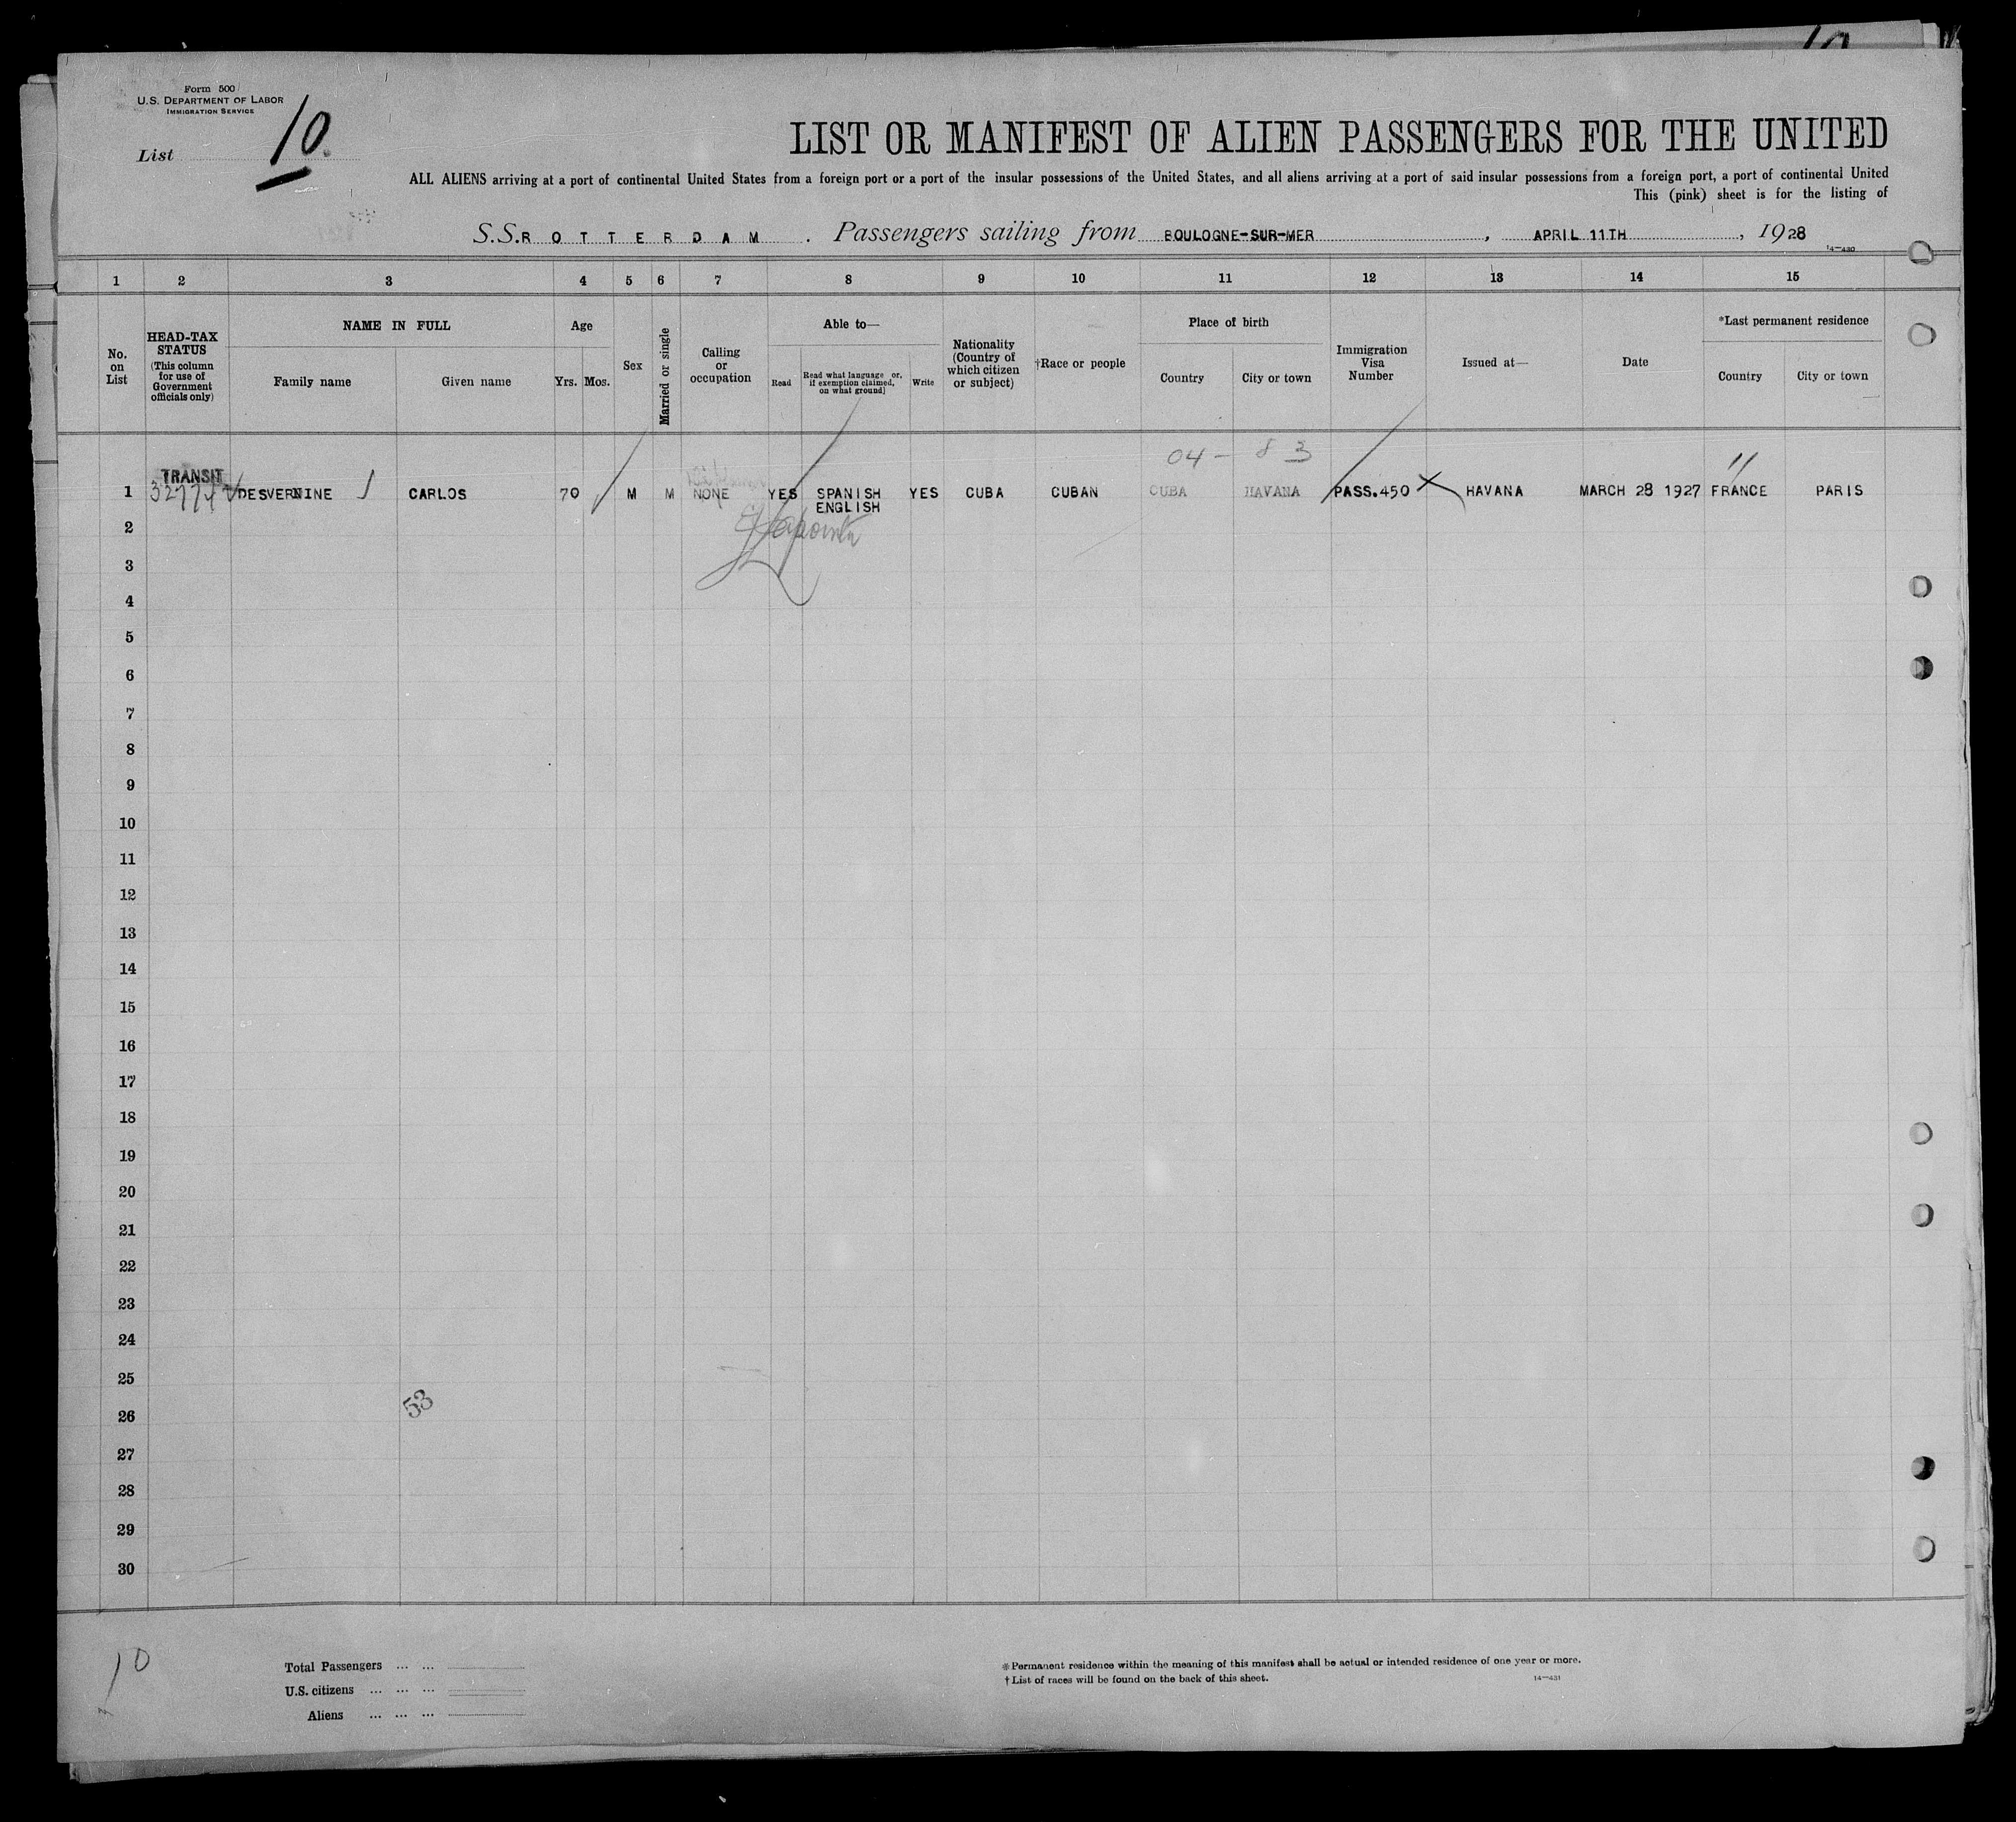 10
Form 500
U.S. DEPARTMENT OF LABOR
IMMIGRATION SERVICE
List 10.
LIST OR MANIFEST OF ALIEN PASSENGERS FOR THE UNITED
ALL ALIENS arriving at a port of continental United States from a foreign port or a port of the insular possessions of the United States, and all aliens arriving at a port of said insular possessions from a foreign port, a port of continental United
This (pink) sheet is for the listing of
S.S. ROTTERDAM. Passengers sailing from BOULOGNE-SUR-MER, APRIL 11TH, 1928
14-430
1 2 3 4 5 6 7 8 9 10 11 12 13 14 15
No. on List
HEAD-TAX STATUS
(This column for use of Government officials only)
NAME IN FULL
Family name Given name
Age
Yrs. Mos.
Sex
Married or single
Calling or occupation
Able to—
Read
Read what language or, if exemption claimed, on what ground)
Write
Nationality (Country of which citizen or subject)
†Race or people
Place of birth
Country City or town
Immigration Visa Number
Issued at—
Date
*Last permanent residence
Country City or town
04 - 8 3
TRANSIT
1 DESVERNINE CARLOS 70 M M NONE YES SPANISH YES CUBA CUBAN CUBA HAVANA PASS.450 HAVANA MARCH 28 1927 FRANCE PARIS
ENGLISH
2
3
4
5
6
7
8
9
10
11
12
13
14
15
16
17
18
19
20
21
22
23
24
25
53
26
27
28
29
30
10
Total Passengers ... ...
U.S. citizens ... ... ...
Aliens ... ... ...
*Permanent residence within the meaning of this manifest shall be actual or intended residence of one year or more.
†List of races will be found on the back of this sheet.
14-431